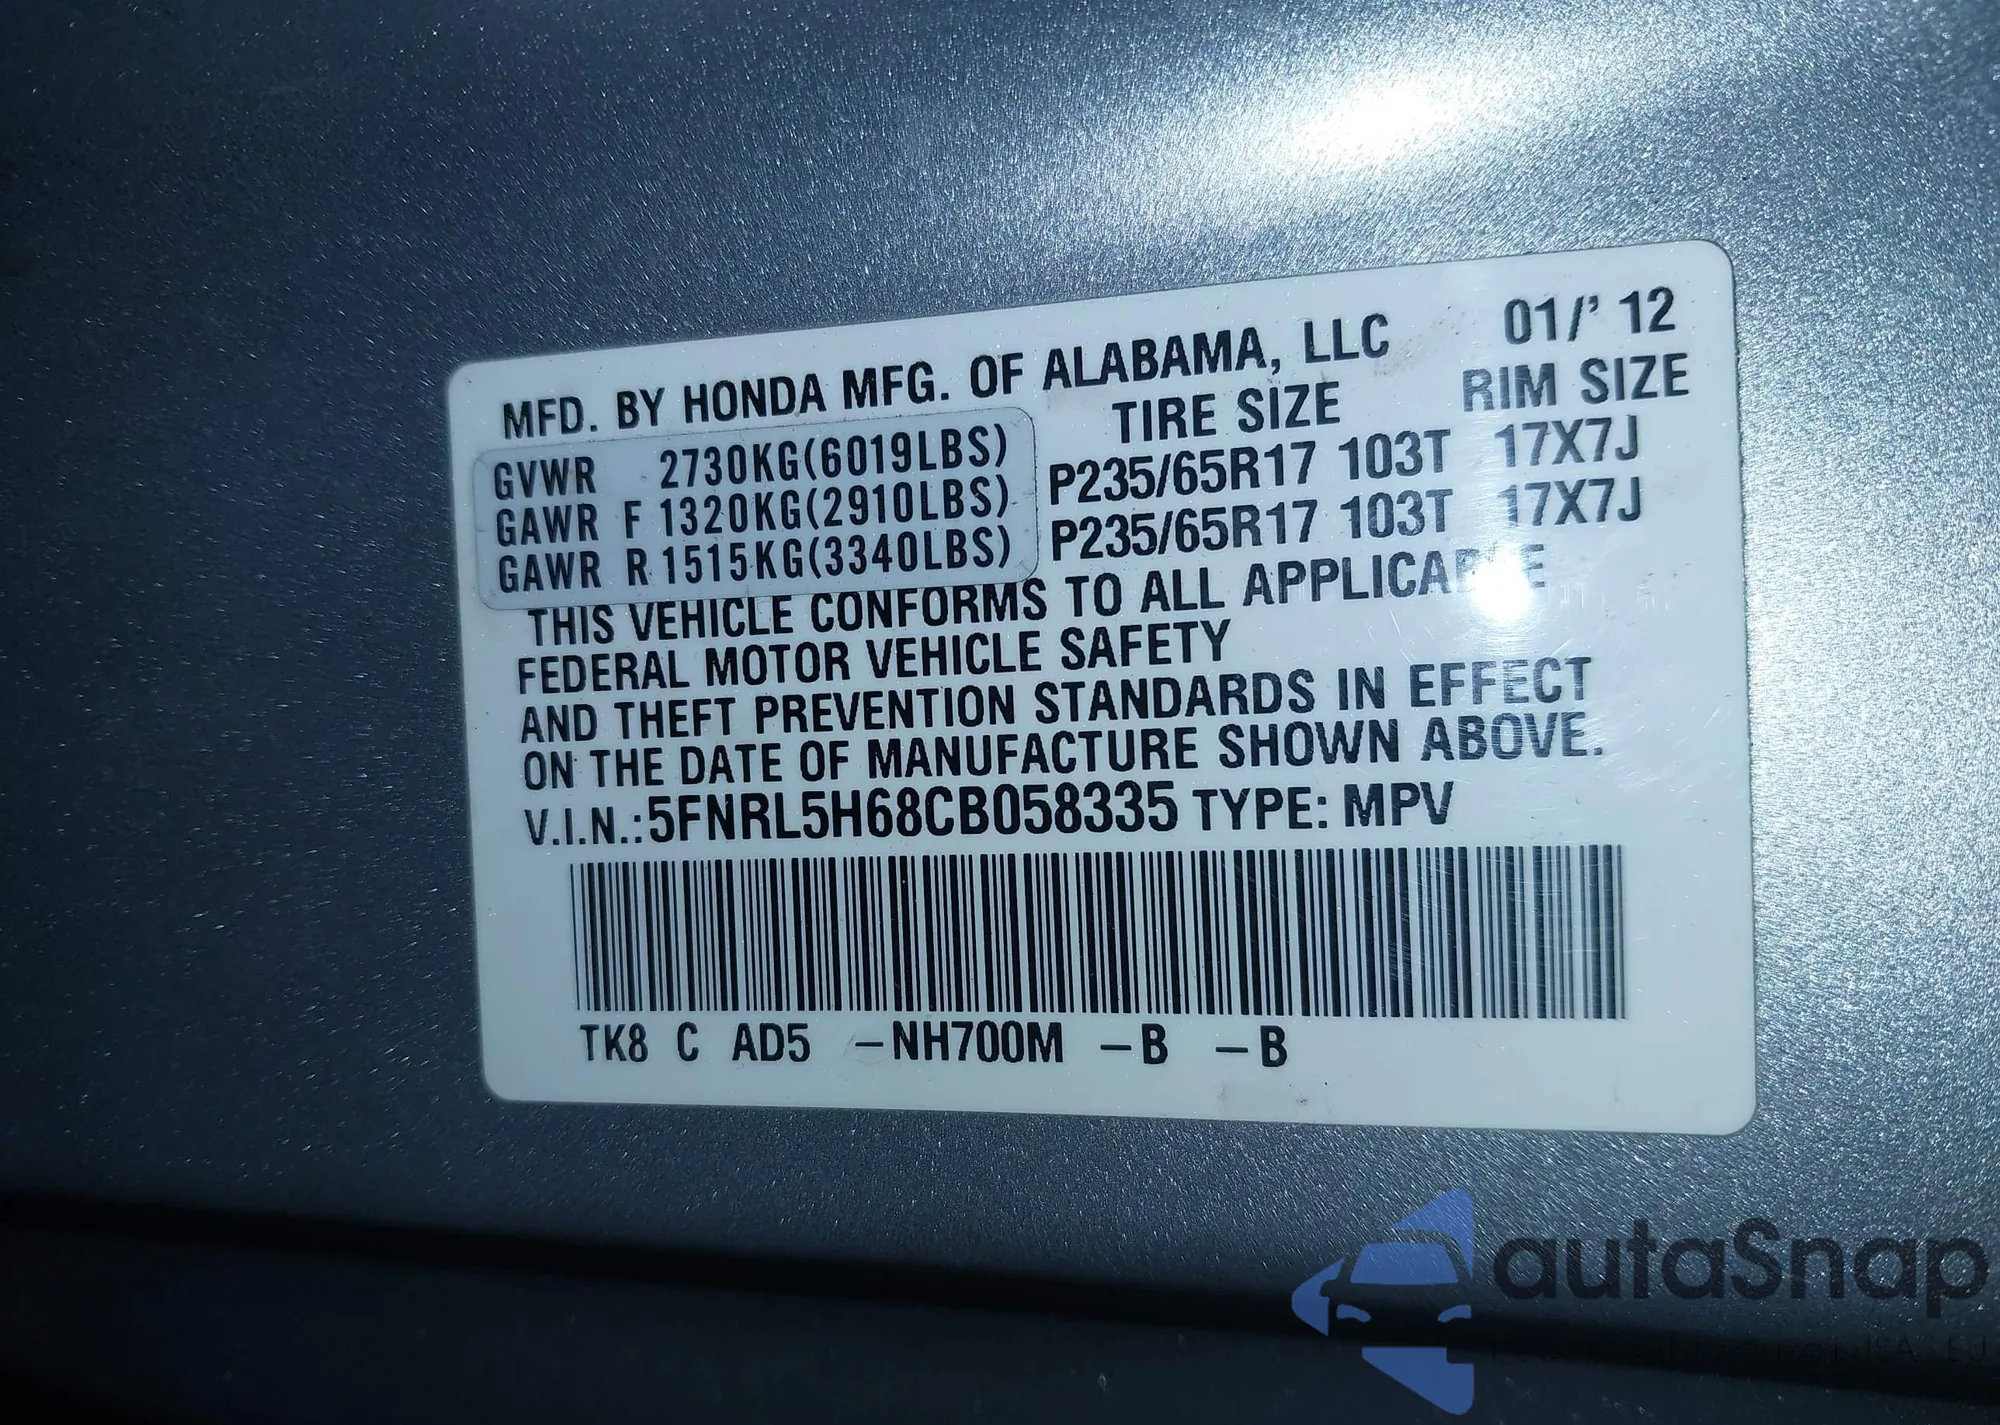 MFD. BY HONDA MFG. OF ALABAMA, LLC 01/' 12
TIRE SIZE RIM SIZE
GVWR 2730KG(6019LBS) P235/65R17 103T 17X7J
GAWR F 1320KG(2910LBS) P235/65R17 103T 17X7J
GAWR R 1515KG(3340LBS)
THIS VEHICLE CONFORMS TO ALL APPLICABLE
FEDERAL MOTOR VEHICLE SAFETY
AND THEFT PREVENTION STANDARDS IN EFFECT
ON THE DATE OF MANUFACTURE SHOWN ABOVE.
V.I.N.:5FNRL5H68CB058335 TYPE: MPV
TK8 C AD5 –NH700M –B –B
autaSnap